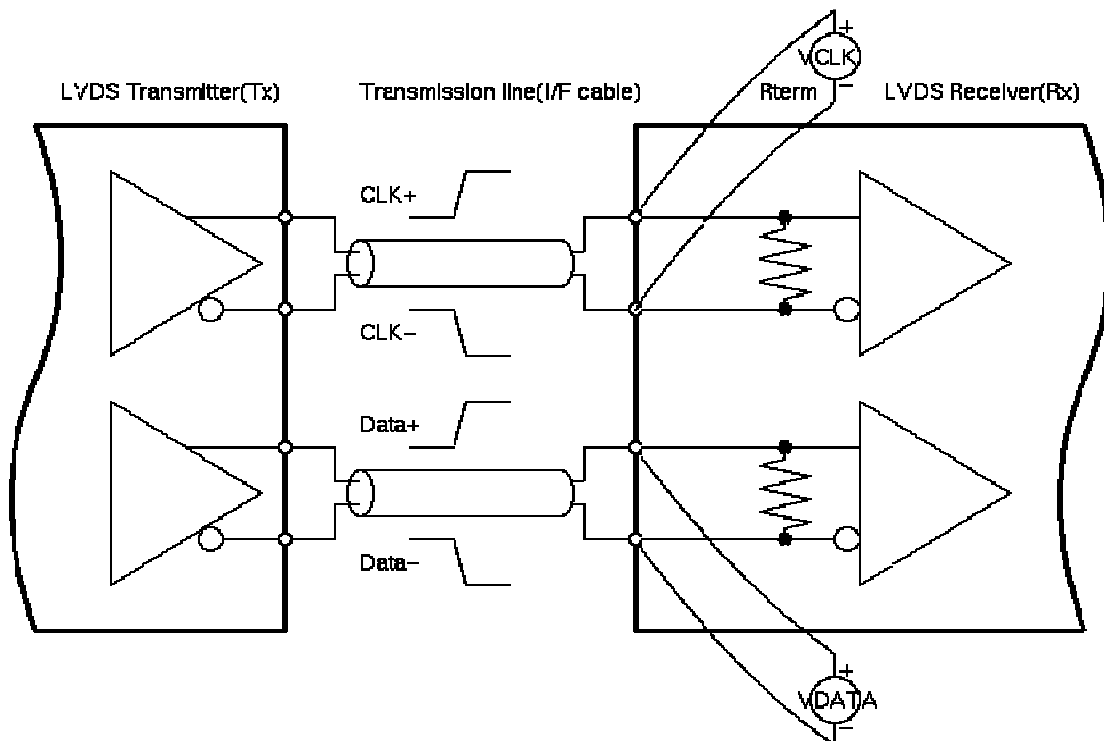 LVDS Transmitter(Tx) Transmission line(I/F cable) Rterm LVDS Receiver(Rx)
+
VCLK
−
CLK+
CLK−
Data+
Data−
+
VDATA
−